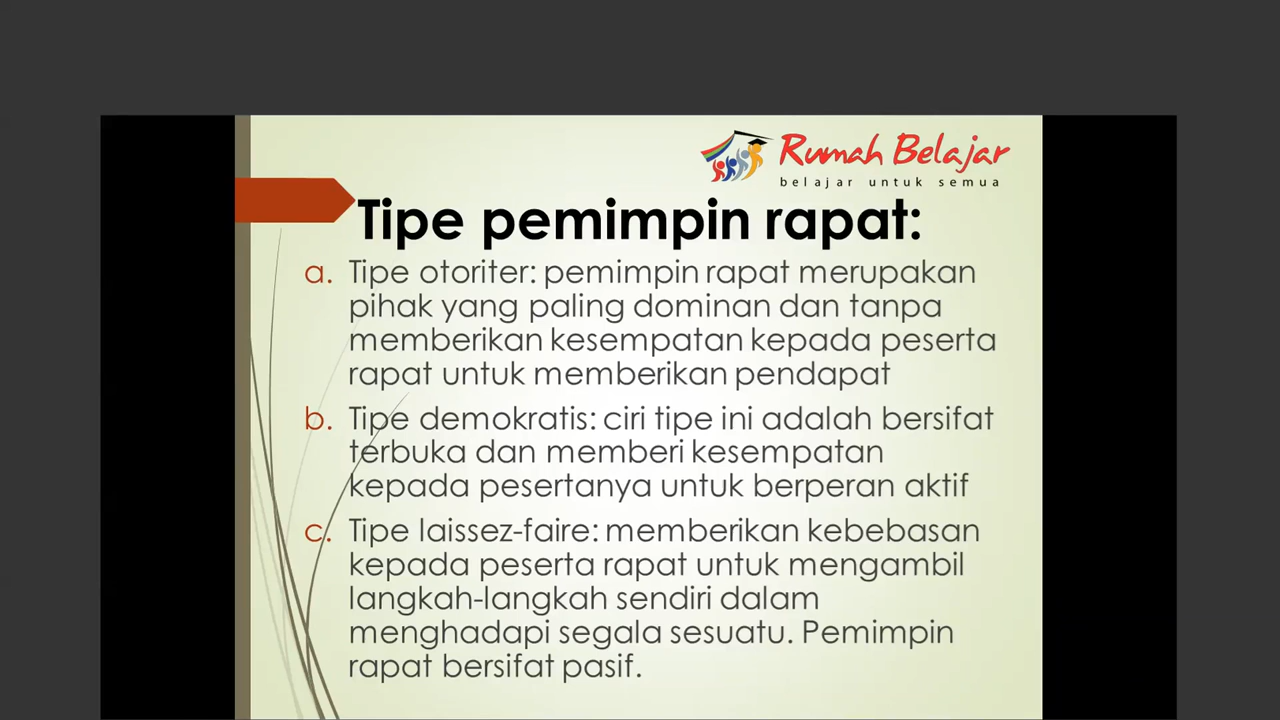 Rumah Belajar
belajar untuk semua
Tipe pemimpin rapat:
a. Tipe otoriter: pemimpin rapat merupakan
pihak yang paling dominan dan tanpa
memberikan kesempatan kepada peserta
rapat untuk memberikan pendapat
b. Tipe demokratis: ciri tipe ini adalah bersifat
terbuka dan memberi kesempatan
kepada pesertanya untuk berperan aktif
c. Tipe laissez-faire: memberikan kebebasan
kepada peserta rapat untuk mengambil
langkah-langkah sendiri dalam
menghadapi segala sesuatu. Pemimpin
rapat bersifat pasif.